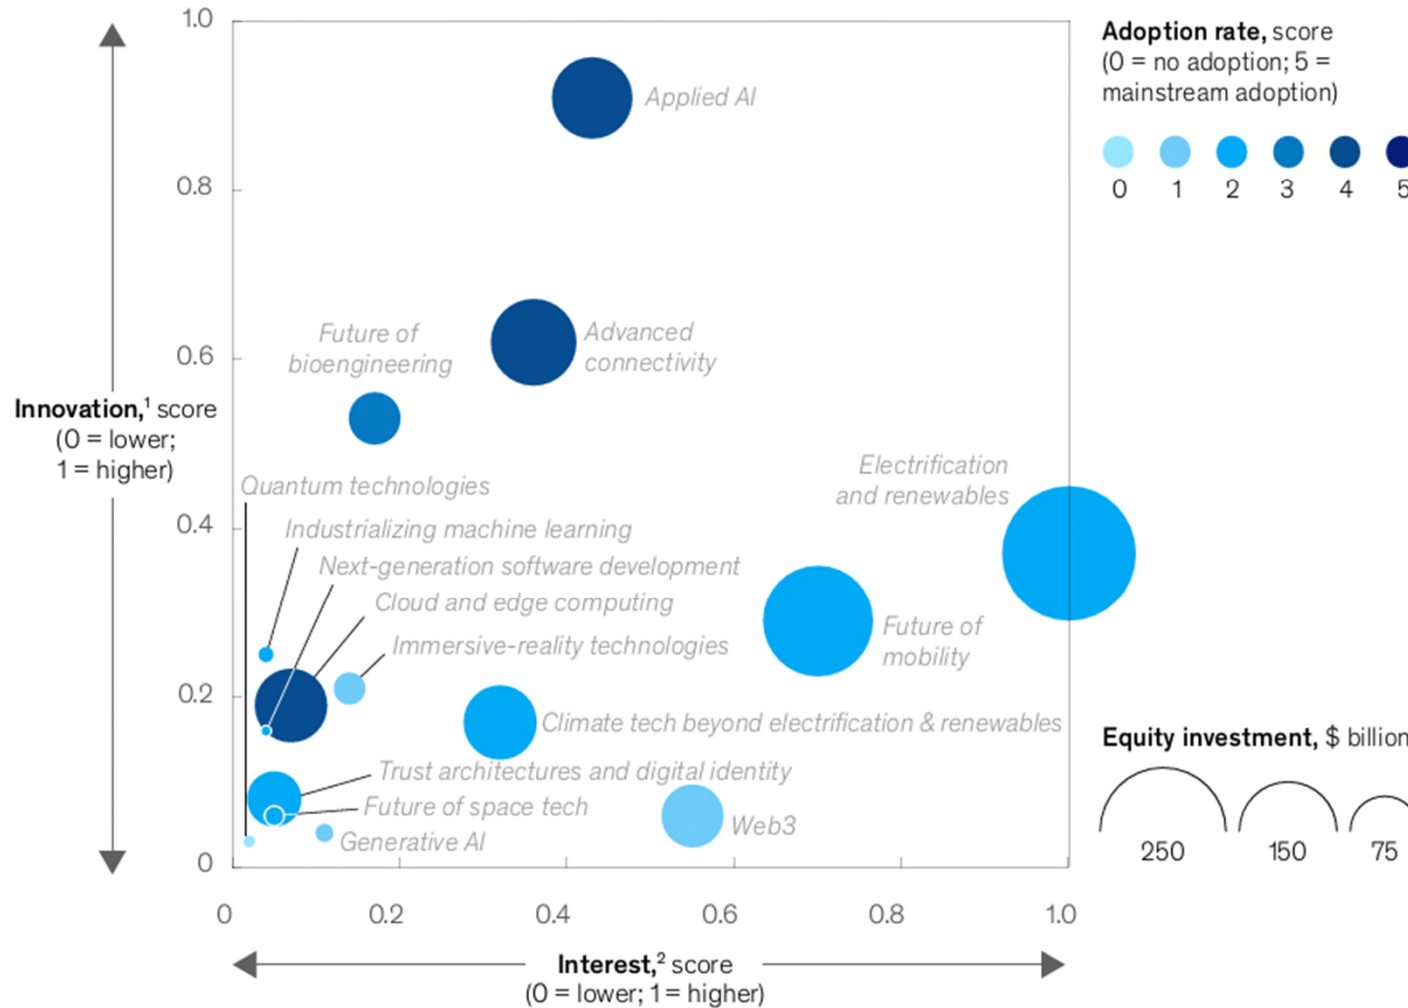 1.0
0.8
0.6
0.4
0.2
0
Innovation,¹ score
(0 = lower;
1 = higher)
Applied AI
Advanced
connectivity
Future of
bioengineering
Electrification
and renewables
Quantum technologies
Industrializing machine learning
Next-generation software development
Cloud and edge computing
Immersive-reality technologies
Future of
mobility
Climate tech beyond electrification & renewables
Trust architectures and digital identity
Future of space tech
Generative AI
Web3
0 0.2 0.4 0.6 0.8 1.0
Interest,² score
(0 = lower; 1 = higher)
Adoption rate, score
(0 = no adoption; 5 =
mainstream adoption)
0 1 2 3 4 5
Equity investment, $ billion
250 150 75